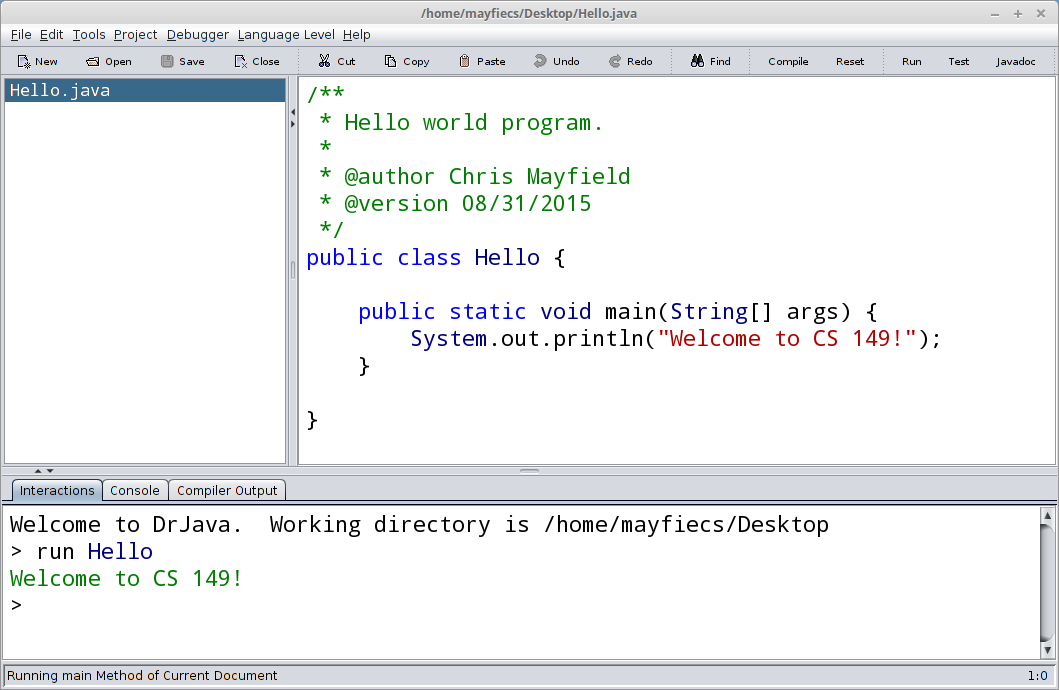 /home/mayfiecs/Desktop/Hello.java
File Edit Tools Project Debugger Language Level Help
New Open Save Close Cut Copy Paste Undo Redo Find Compile Reset Run Test Javadoc
Hello.java
/**
 * Hello world program.
 *
 * @author Chris Mayfield
 * @version 08/31/2015
 */
public class Hello {
    public static void main(String[] args) {
        System.out.println("Welcome to CS 149!");
    }
}
Interactions Console Compiler Output
Welcome to DrJava.  Working directory is /home/mayfiecs/Desktop
> run Hello
Welcome to CS 149!
>
Running main Method of Current Document 1:0